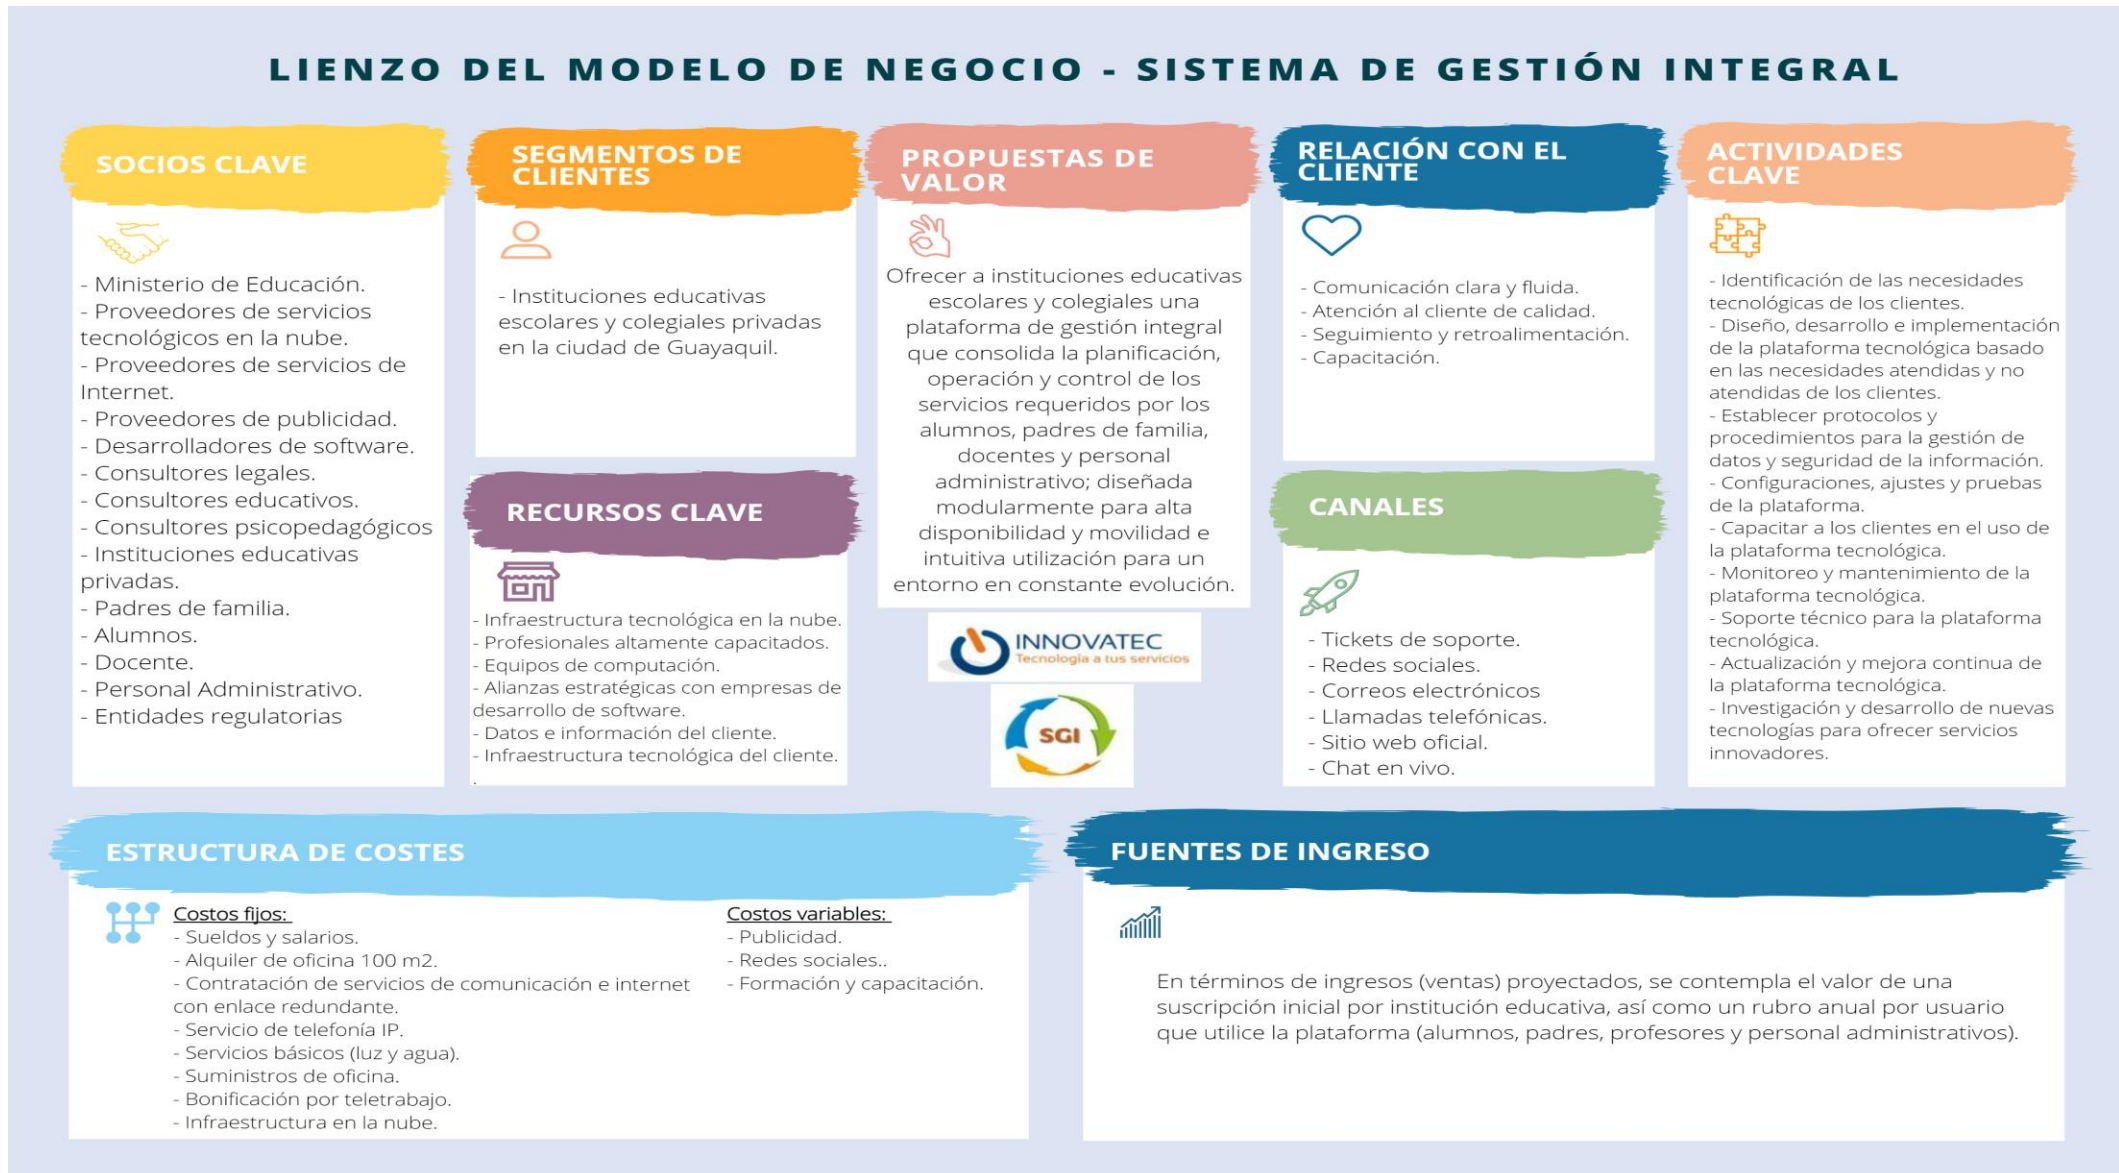 LIENZO DEL MODELO DE NEGOCIO - SISTEMA DE GESTIÓN INTEGRAL
SOCIOS CLAVE
- Ministerio de Educación.
- Proveedores de servicios
tecnológicos en la nube.
- Proveedores de servicios de
Internet.
- Proveedores de publicidad.
- Desarrolladores de software.
- Consultores legales.
- Consultores educativos.
- Consultores psicopedagógicos
- Instituciones educativas
privadas.
- Padres de familia.
- Alumnos.
- Docente.
- Personal Administrativo.
- Entidades regulatorias
SEGMENTOS DE
CLIENTES
- Instituciones educativas
escolares y colegiales privadas
en la ciudad de Guayaquil.
RECURSOS CLAVE
- Infraestructura tecnológica en la nube.
- Profesionales altamente capacitados.
- Equipos de computación.
- Alianzas estratégicas con empresas de
desarrollo de software.
- Datos e información del cliente.
- Infraestructura tecnológica del cliente.
.
PROPUESTAS DE
VALOR
Ofrecer a instituciones educativas
escolares y colegiales una
plataforma de gestión integral
que consolida la planificación,
operación y control de los
servicios requeridos por los
alumnos, padres de familia,
docentes y personal
administrativo; diseñada
modularmente para alta
disponibilidad y movilidad e
intuitiva utilización para un
entorno en constante evolución.
INNOVATEC
Tecnología a tus servicios
SGI
RELACIÓN CON EL
CLIENTE
- Comunicación clara y fluida.
- Atención al cliente de calidad.
- Seguimiento y retroalimentación.
- Capacitación.
CANALES
- Tickets de soporte.
- Redes sociales.
- Correos electrónicos
- Llamadas telefónicas.
- Sitio web oficial.
- Chat en vivo.
ACTIVIDADES
CLAVE
- Identificación de las necesidades
tecnológicas de los clientes.
- Diseño, desarrollo e implementación
de la plataforma tecnológica basado
en las necesidades atendidas y no
atendidas de los clientes.
- Establecer protocolos y
procedimientos para la gestión de
datos y seguridad de la información.
- Configuraciones, ajustes y pruebas
de la plataforma.
- Capacitar a los clientes en el uso de
la plataforma tecnológica.
- Monitoreo y mantenimiento de la
plataforma tecnológica.
- Soporte técnico para la plataforma
tecnológica.
- Actualización y mejora continua de
la plataforma tecnológica.
- Investigación y desarrollo de nuevas
tecnologías para ofrecer servicios
innovadores.
ESTRUCTURA DE COSTES
Costos fijos:
- Sueldos y salarios.
- Alquiler de oficina 100 m2.
- Contratación de servicios de comunicación e internet
con enlace redundante.
- Servicio de telefonía IP.
- Servicios básicos (luz y agua).
- Suministros de oficina.
- Bonificación por teletrabajo.
- Infraestructura en la nube.
Costos variables:
- Publicidad.
- Redes sociales..
- Formación y capacitación.
FUENTES DE INGRESO
En términos de ingresos (ventas) proyectados, se contempla el valor de una
suscripción inicial por institución educativa, así como un rubro anual por usuario
que utilice la plataforma (alumnos, padres, profesores y personal administrativos).